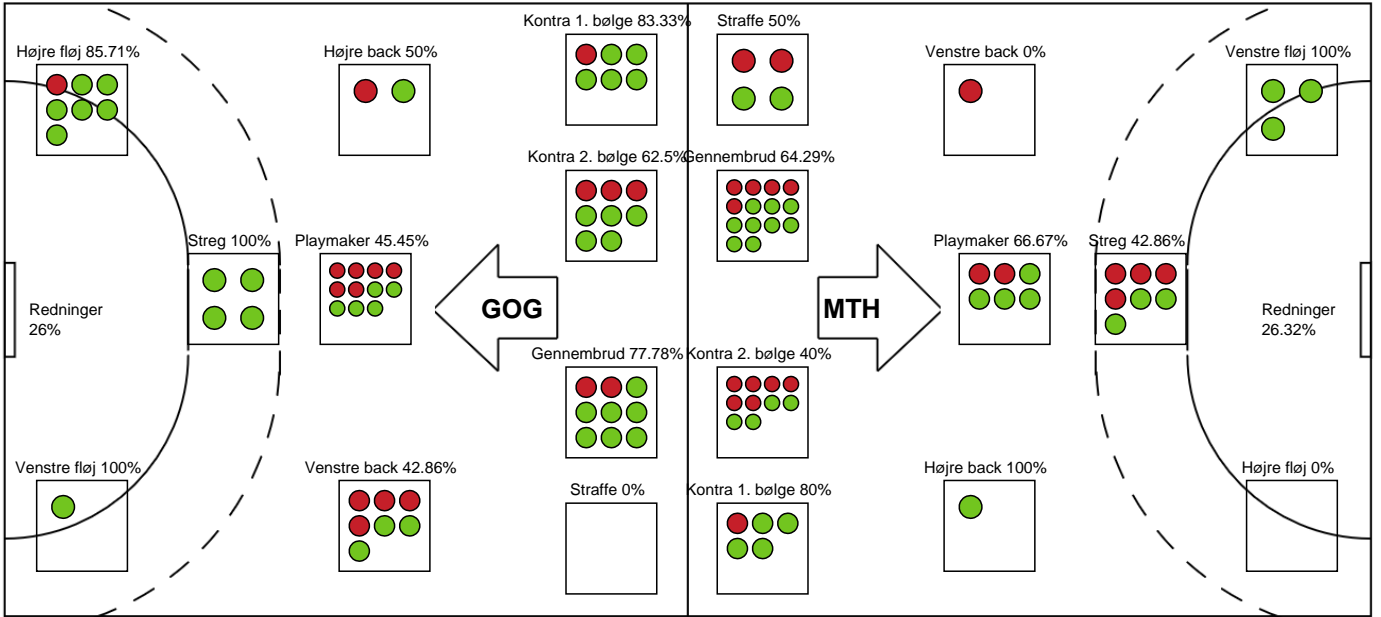 Kontra 1. bølge 83.33%
Straffe 50%
Højre fløj 85.71%
Højre back 50%
Venstre back 0%
Venstre fløj 100%
Kontra 2. bølge 62.5%
Gennembrud 64.29%
Streg 100%
Playmaker 45.45%
Playmaker 66.67%
Streg 42.86%
Redninger
26%
GOG
MTH
Redninger
26.32%
Gennembrud 77.78%
Kontra 2. bølge 40%
Venstre fløj 100%
Venstre back 42.86%
Straffe 0%
Kontra 1. bølge 80%
Højre back 100%
Højre fløj 0%